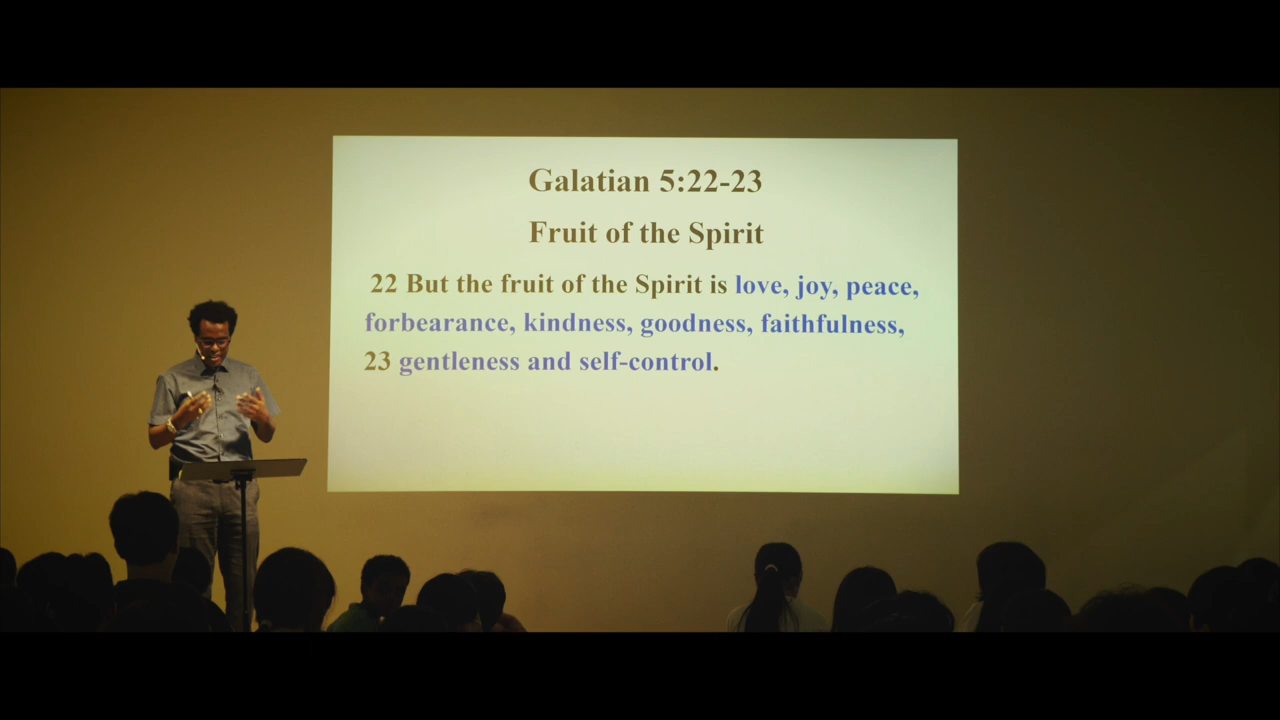 Galatian 5:22-23
Fruit of the Spirit
22 But the fruit of the Spirit is love, joy, peace,
forbearance, kindness, goodness, faithfulness,
23 gentleness and self-control.